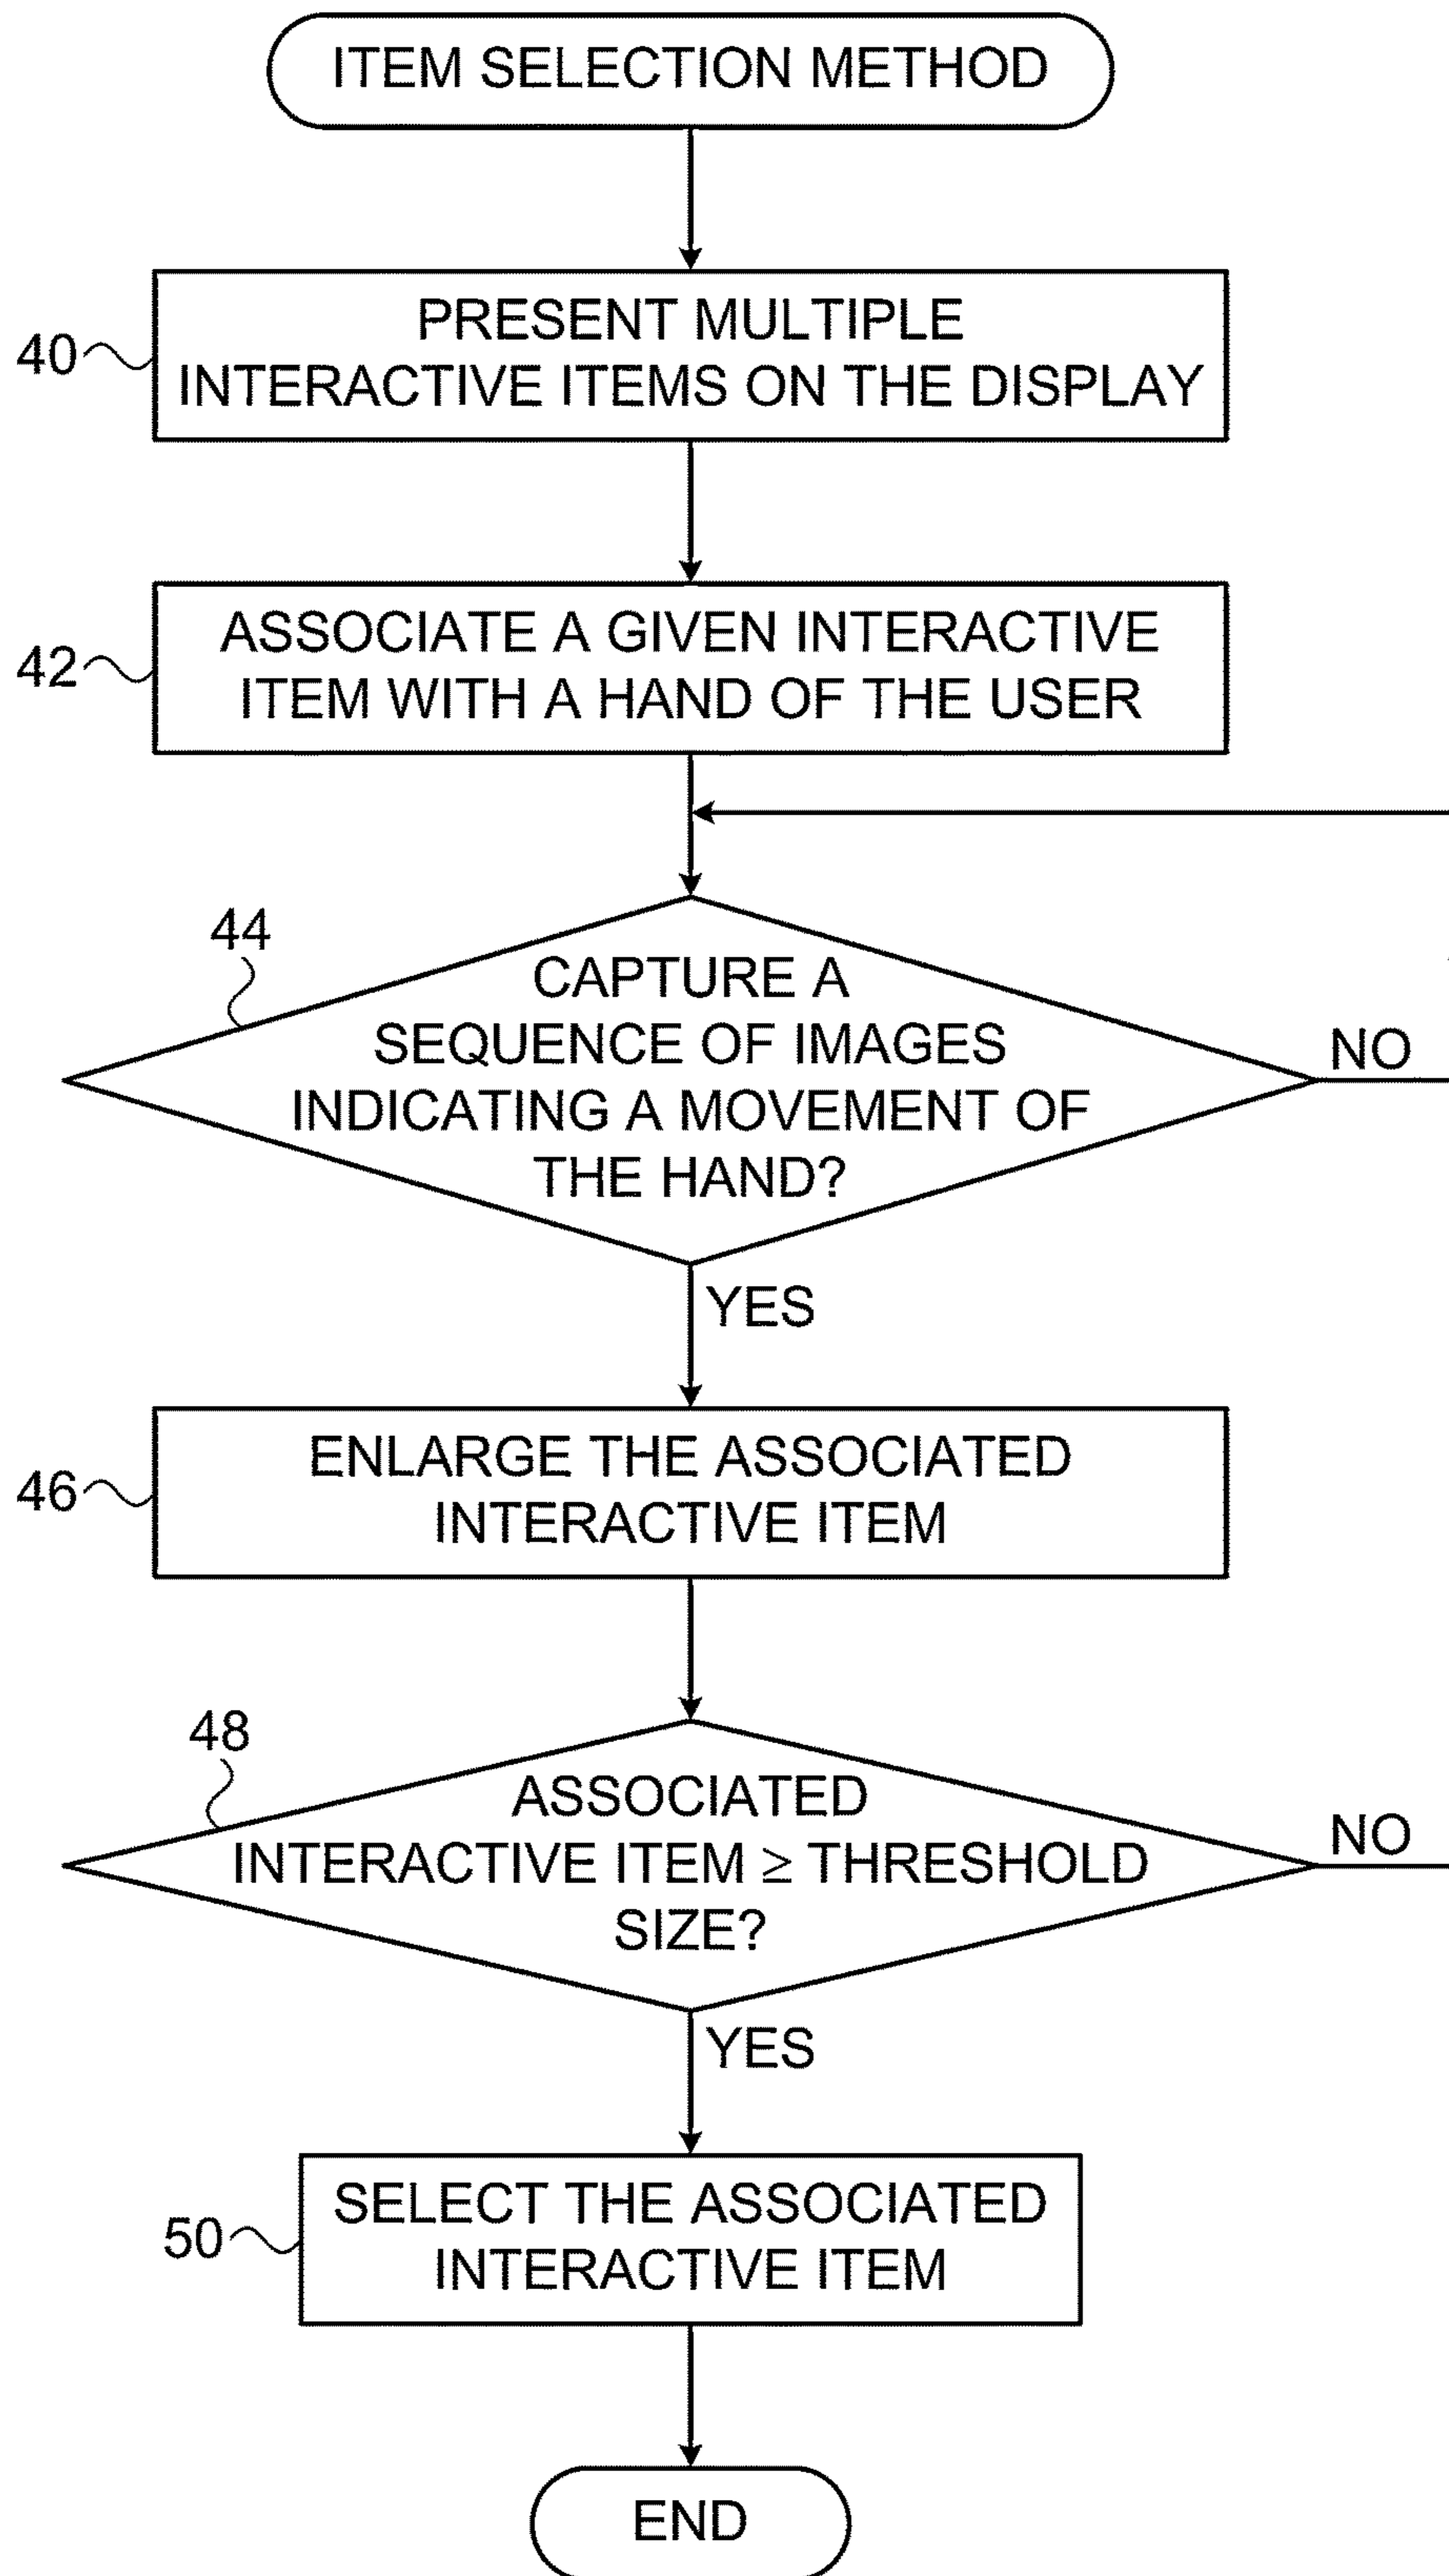 ITEM SELECTION METHOD
PRESENT MULTIPLE
INTERACTIVE ITEMS ON THE DISPLAY
40
ASSOCIATE A GIVEN INTERACTIVE
ITEM WITH A HAND OF THE USER
42
44
CAPTURE A
SEQUENCE OF IMAGES
INDICATING A MOVEMENT OF
THE HAND?
NO
YES
ENLARGE THE ASSOCIATED
INTERACTIVE ITEM
46
48
ASSOCIATED
INTERACTIVE ITEM ≥ THRESHOLD
SIZE?
NO
YES
SELECT THE ASSOCIATED
INTERACTIVE ITEM
50
END